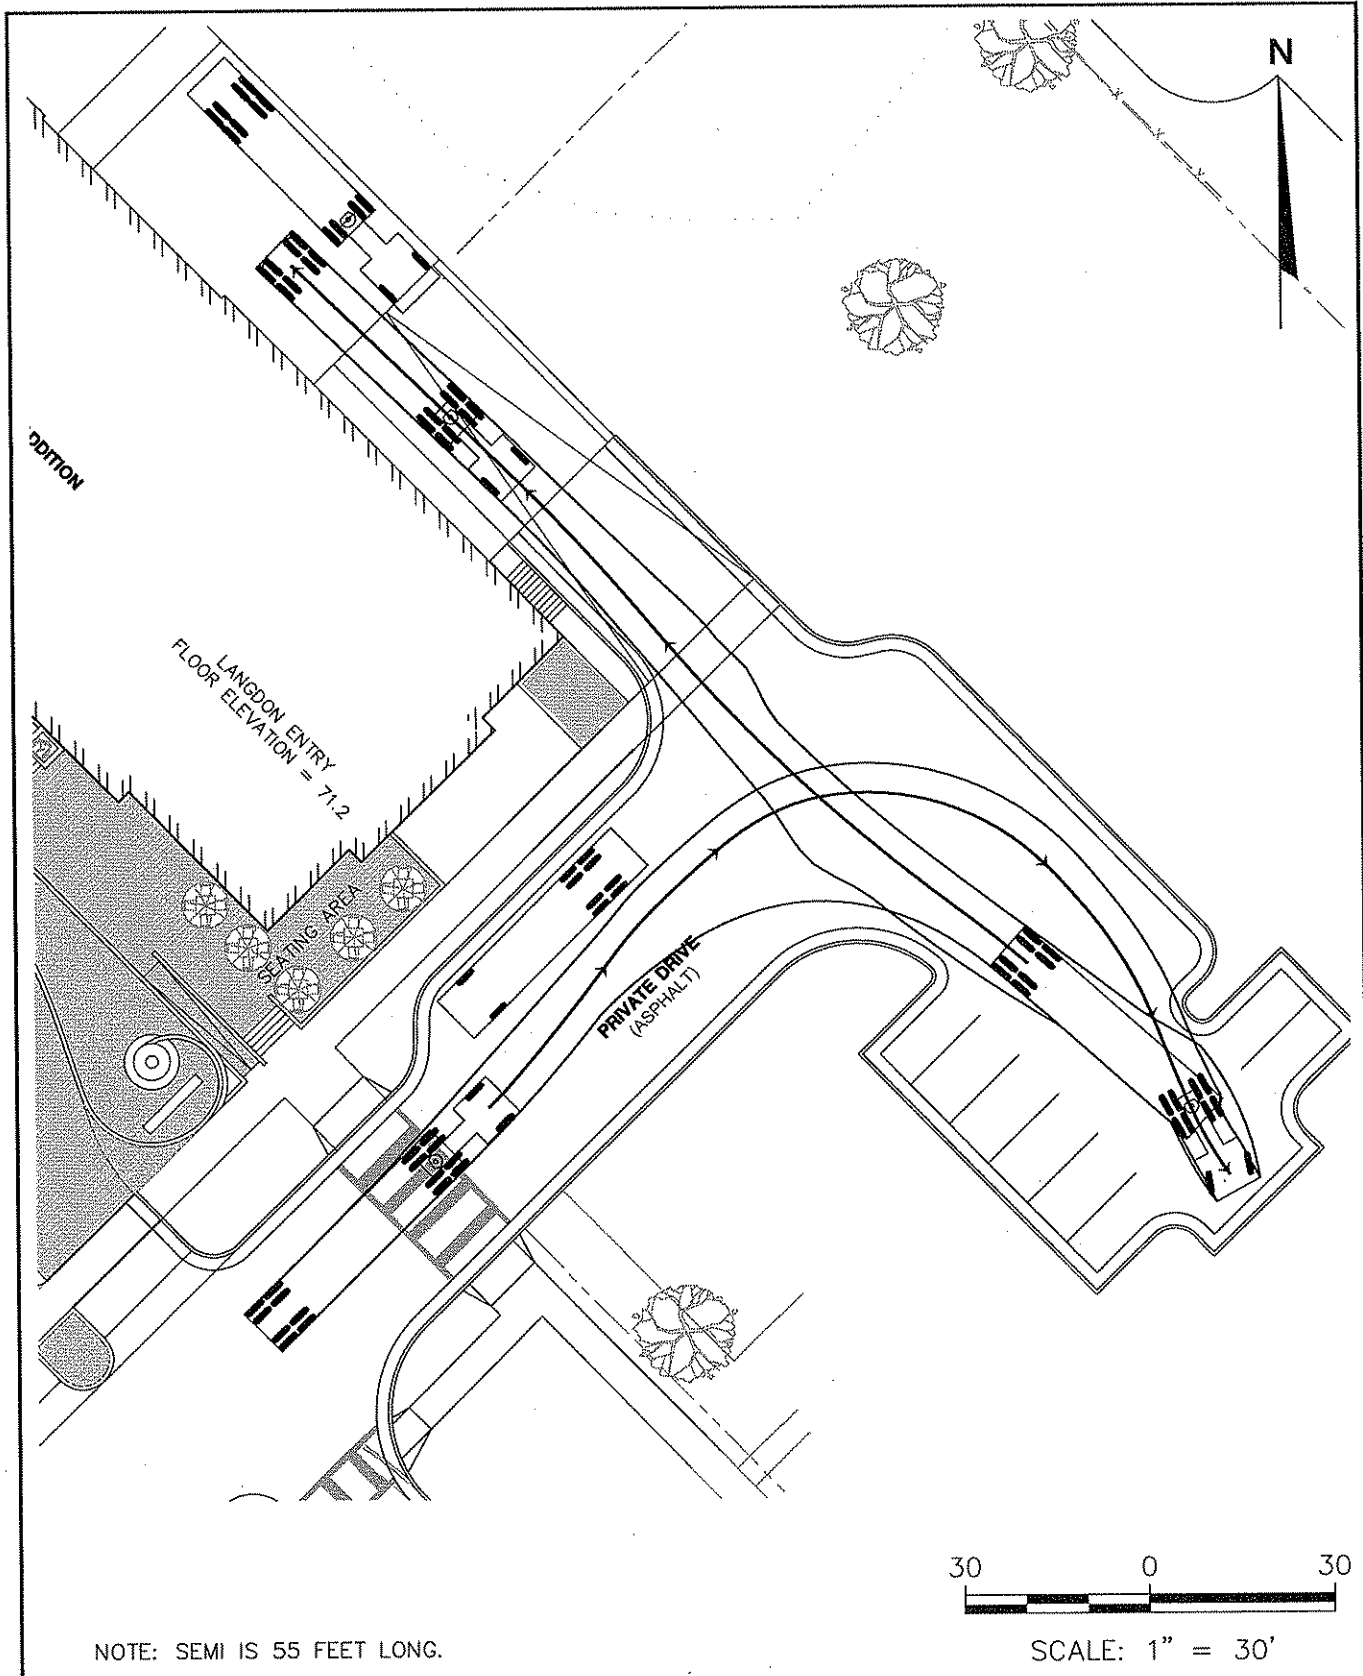 N
DDITION
LANGDON ENTRY
FLOOR ELEVATION = 71.2
SEATING AREA
PRIVATE DRIVE
(ASPHALT)
30 0 30
NOTE: SEMI IS 55 FEET LONG.
SCALE: 1" = 30'